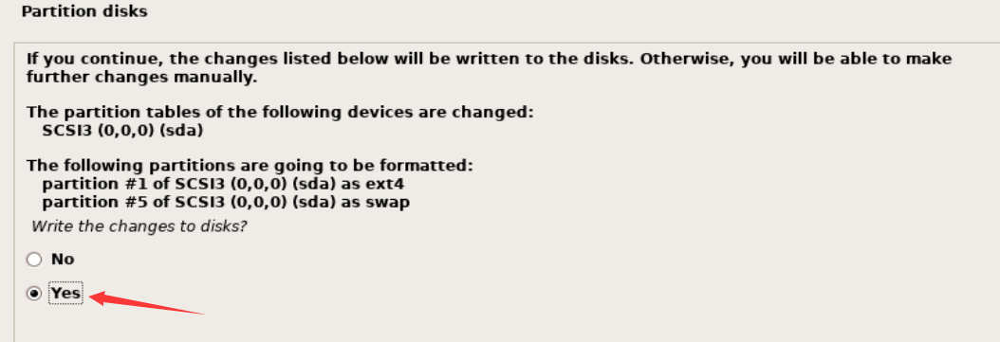 Partition disks
If you continue, the changes listed below will be written to the disks. Otherwise, you will be able to make
further changes manually.
The partition tables of the following devices are changed:
SCSI3 (0,0,0) (sda)
The following partitions are going to be formatted:
partition #1 of SCSI3 (0,0,0) (sda) as ext4
partition #5 of SCSI3 (0,0,0) (sda) as swap
Write the changes to disks?
No
Yes